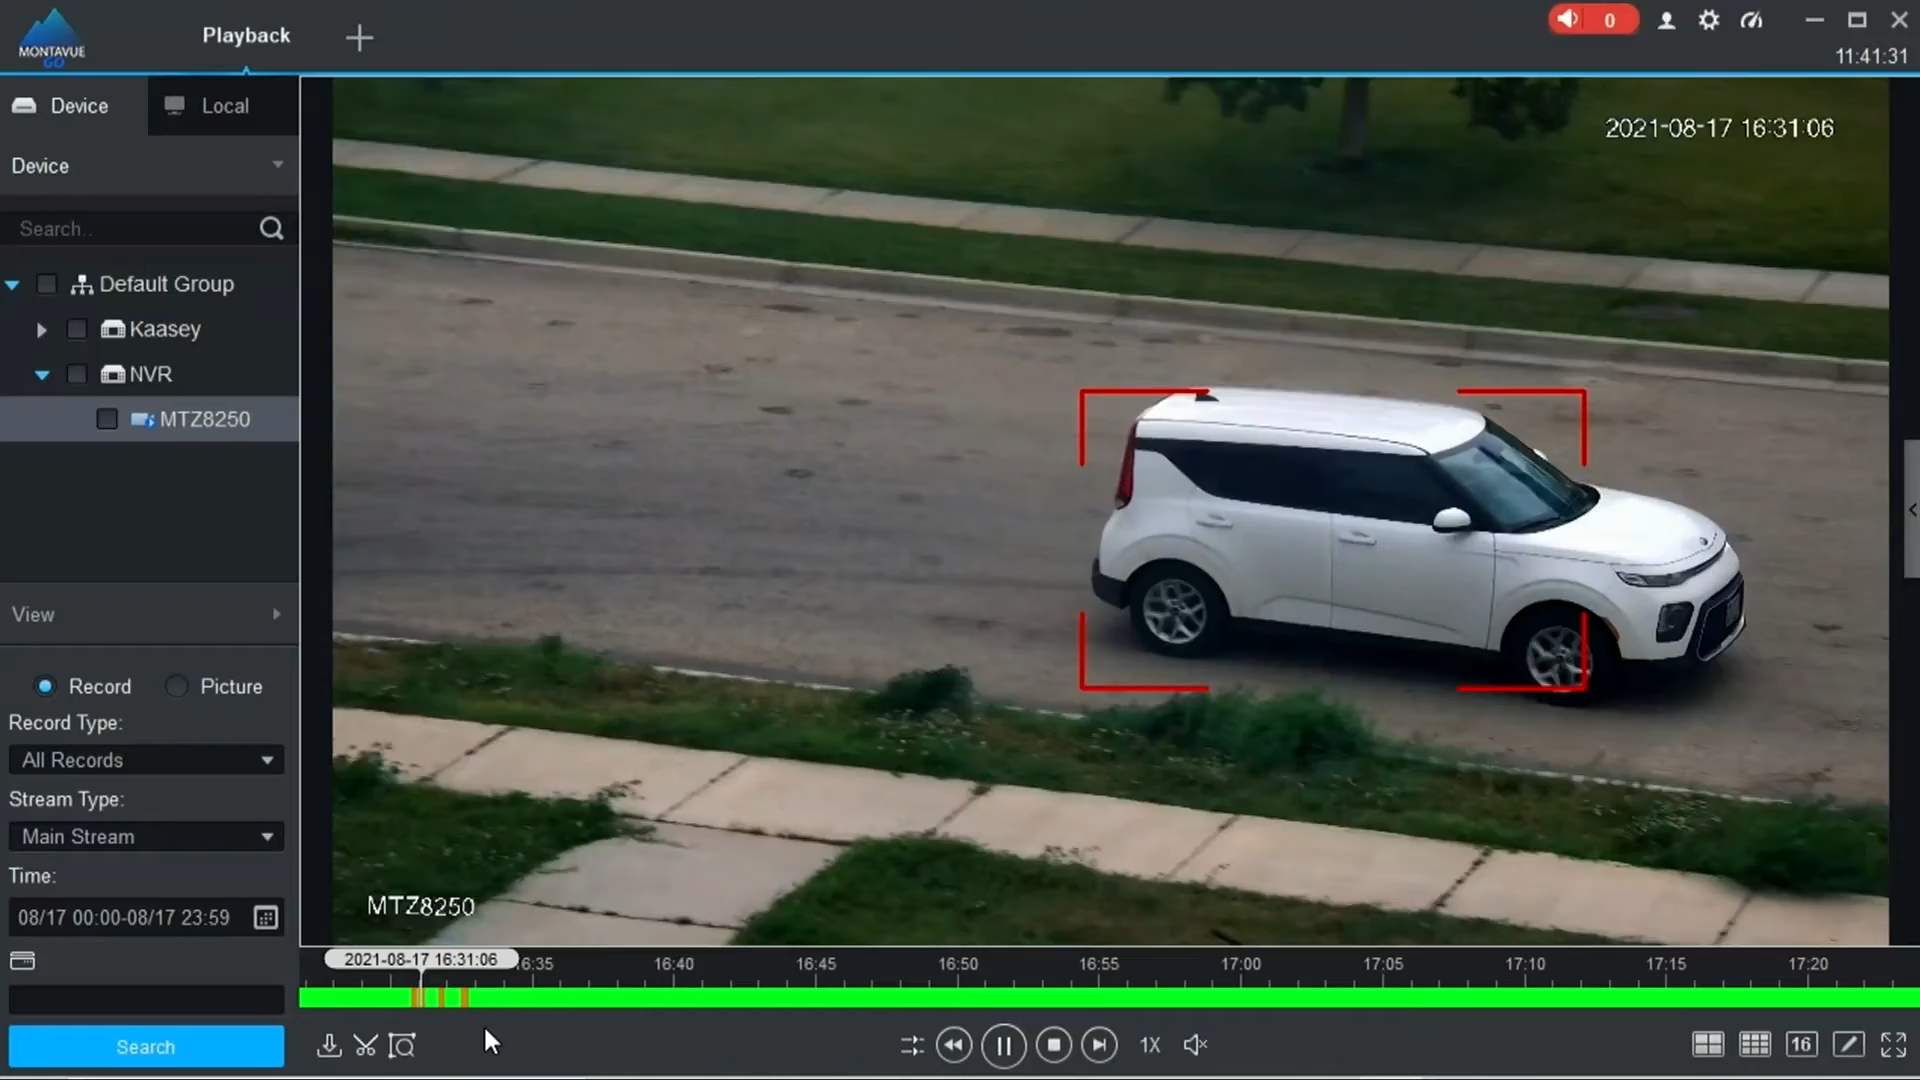 MONTAVUE
GO
Playback
0
11:41:31
Device
Local
Device
Search..
Default Group
Kaasey
NVR
MTZ8250
View
Record
Picture
Record Type:
All Records
Stream Type:
Main Stream
Time:
08/17 00:00-08/17 23:59
Search
2021-08-17 16:31:06
MTZ8250
2021-08-17 16:31:06
16:35
16:40
16:45
16:50
16:55
17:00
17:05
17:10
17:15
17:20
1X
16